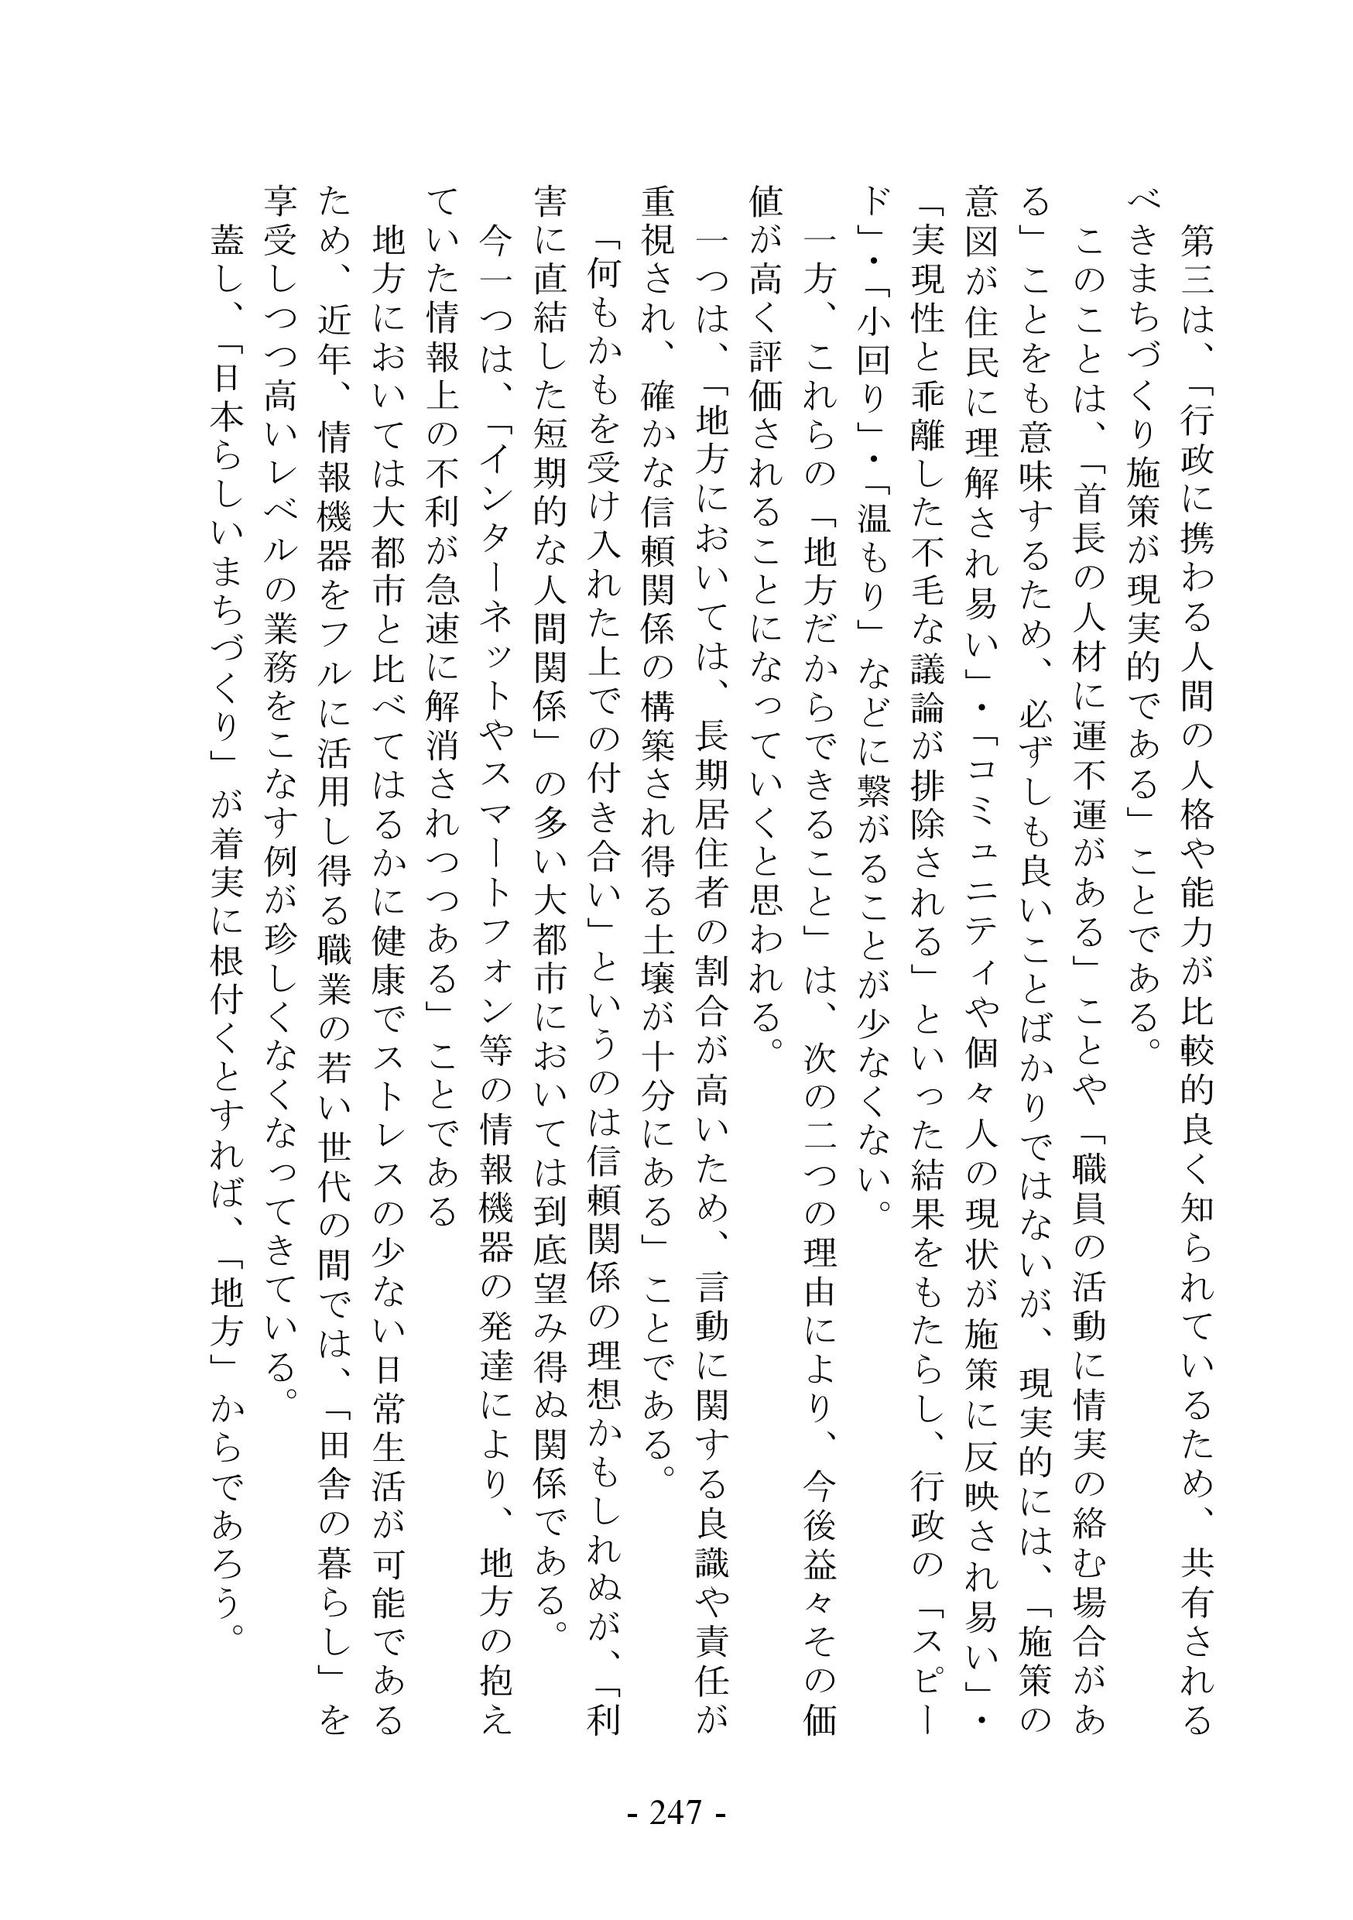 第三は、「行政に携わる人間の人格や能力が比較的良く知られているため、共有される
べきまちづくり施策が現実的である」ことである。
　このことは、「首長の人材に運不運がある」ことや「職員の活動に情実の絡む場合があ
る」ことをも意味するため、必ずしも良いことばかりではないが、現実的には、「施策の
意図が住民に理解され易い」・「コミュニティや個々人の現状が施策に反映され易い」・
「実現性と乖離した不毛な議論が排除される」といった結果をもたらし、行政の「スピー
ド」・「小回り」・「温もり」などに繋がることが少なくない。
　一方、これらの「地方だからできること」は、次の二つの理由により、今後益々その価
値が高く評価されることになっていくと思われる。
　一つは、「地方においては、長期居住者の割合が高いため、言動に関する良識や責任が
重視され、確かな信頼関係の構築され得る土壌が十分にある」ことである。
　「何もかもを受け入れた上での付き合い」というのは信頼関係の理想かもしれぬが、「利
害に直結した短期的な人間関係」の多い大都市においては到底望み得ぬ関係である。
　今一つは、「インターネットやスマートフォン等の情報機器の発達により、地方の抱え
ていた情報上の不利が急速に解消されつつある」ことである
　地方においては大都市と比べてはるかに健康でストレスの少ない日常生活が可能である
ため、近年、情報機器をフルに活用し得る職業の若い世代の間では、「田舎の暮らし」を
享受しつつ高いレベルの業務をこなす例が珍しくなくなってきている。
　蓋し、「日本らしいまちづくり」が着実に根付くとすれば、「地方」からであろう。
- 247 -